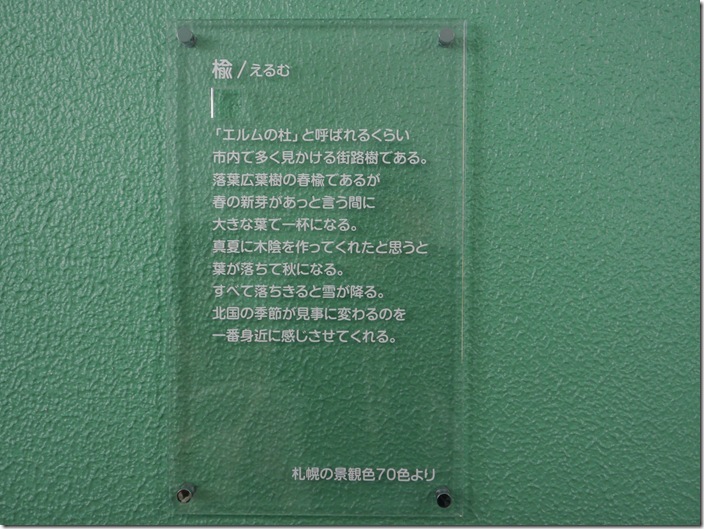 楡/えるむ
「エルムの杜」と呼ばれるくらい
市内で多く見かける街路樹である。
落葉広葉樹の春楡であるが
春の新芽があっと言う間に
大きな葉で一杯になる。
真夏に木陰を作ってくれたと思うと
葉が落ちて秋になる。
すべて落ちきると雪が降る。
北国の季節が見事に変わるのを
一番身近に感じさせてくれる。
札幌の景観色70色より